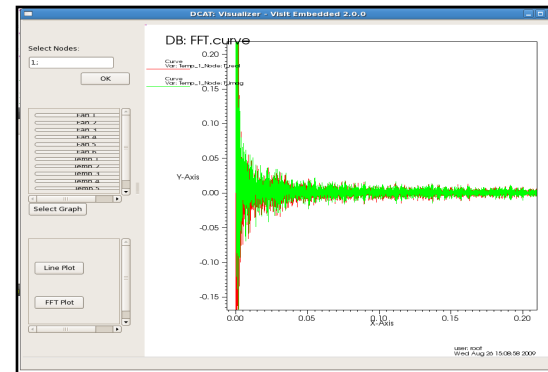 DCAT: Visualizer - VisIt Embedded 2.0.0
Select Nodes:
1;
OK
Fan 1
Fan 2
Fan 3
Fan 4
Fan 5
Fan 6
Temp 1
Temp 2
Temp 3
Temp 4
Temp 5
Select Graph
Line Plot
FFT Plot
DB: FFT.curve
Curve
Var: Temp_1_Node: 1_real
Curve
Var: Temp_1_Node: 1_imag
0.20
0.15
0.10
0.05
0.00
-0.05
-0.10
-0.15
Y-Axis
0.00 0.05 0.10 0.15 0.20
X-Axis
user: root
Wed Aug 26 15:08:58 2009